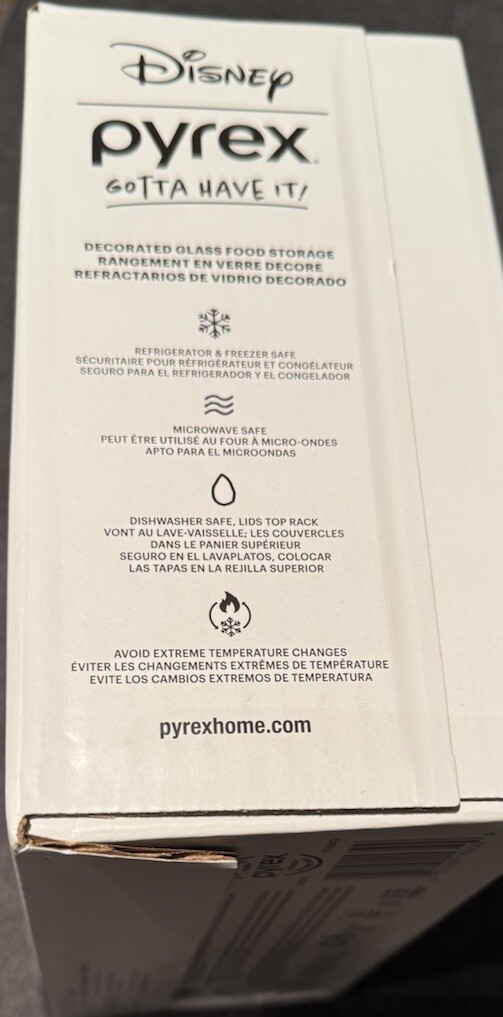 Disney
pyrex
GOTTA HAVE IT!
DECORATED GLASS FOOD STORAGE
RANGEMENT EN VERRE DECORE
REFRACTARIOS DE VIDRIO DECORADO
REFRIGERATOR & FREEZER SAFE
SÉCURITAIRE POUR RÉFRIGÉRATEUR ET CONGÉLATEUR
SEGURO PARA EL REFRIGERADOR Y EL CONGELADOR
MICROWAVE SAFE
PEUT ÊTRE UTILISÉ AU FOUR À MICRO-ONDES
APTO PARA EL MICROONDAS
DISHWASHER SAFE, LIDS TOP RACK
VONT AU LAVE-VAISSELLE; LES COUVERCLES
DANS LE PANIER SUPÉRIEUR
SEGURO EN EL LAVAPLATOS, COLOCAR
LAS TAPAS EN LA REJILLA SUPERIOR
AVOID EXTREME TEMPERATURE CHANGES
ÉVITER LES CHANGEMENTS EXTRÊMES DE TEMPÉRATURE
EVITE LOS CAMBIOS EXTREMOS DE TEMPERATURA
pyrexhome.com
pyrex